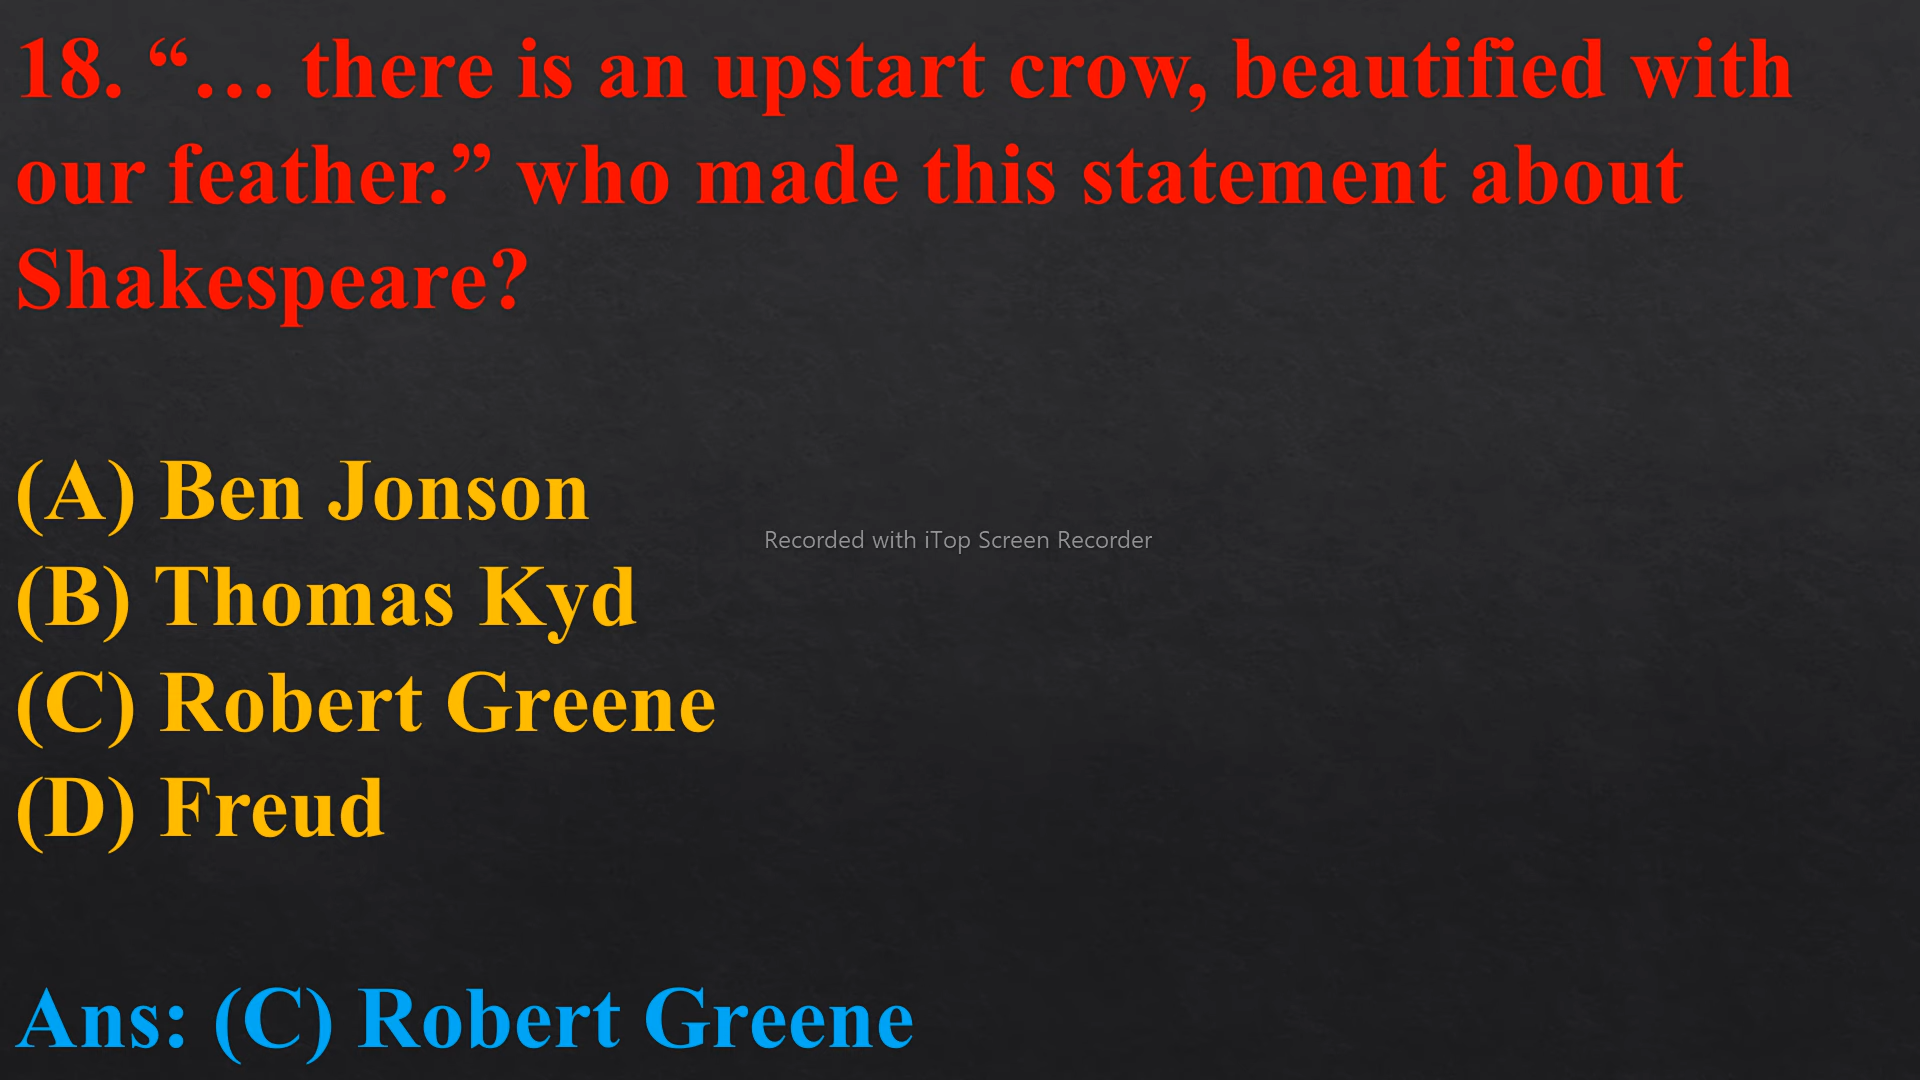 18. “… there is an upstart crow, beautified with
our feather.” who made this statement about
Shakespeare?
(A) Ben Jonson
Recorded with iTop Screen Recorder
(B) Thomas Kyd
(C) Robert Greene
(D) Freud
Ans: (C) Robert Greene